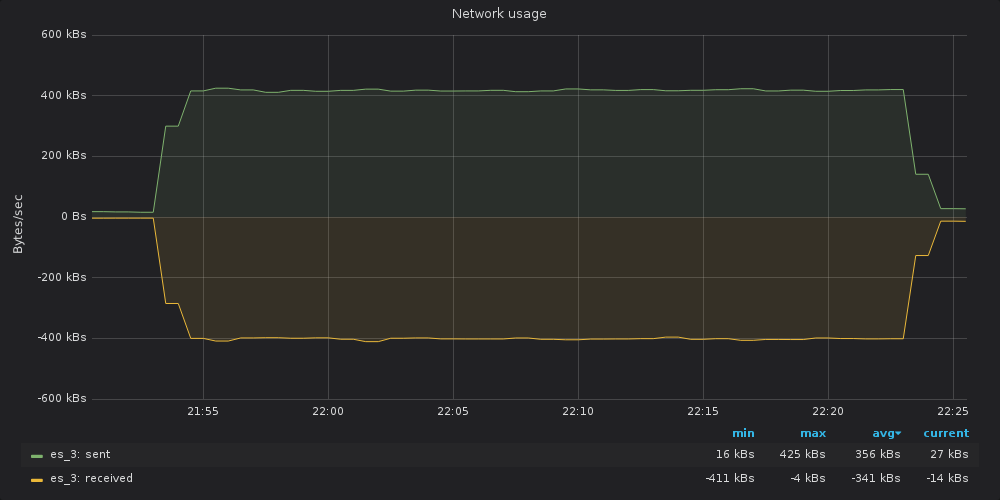 Network usage
600 kBs
400 kBs
200 kBs
0 Bs
-200 kBs
-400 kBs
-600 kBs
Bytes/sec
21:55 22:00 22:05 22:10 22:15 22:20 22:25
min max avg current
es_3: sent 16 kBs 425 kBs 356 kBs 27 kBs
es_3: received -411 kBs -4 kBs -341 kBs -14 kBs